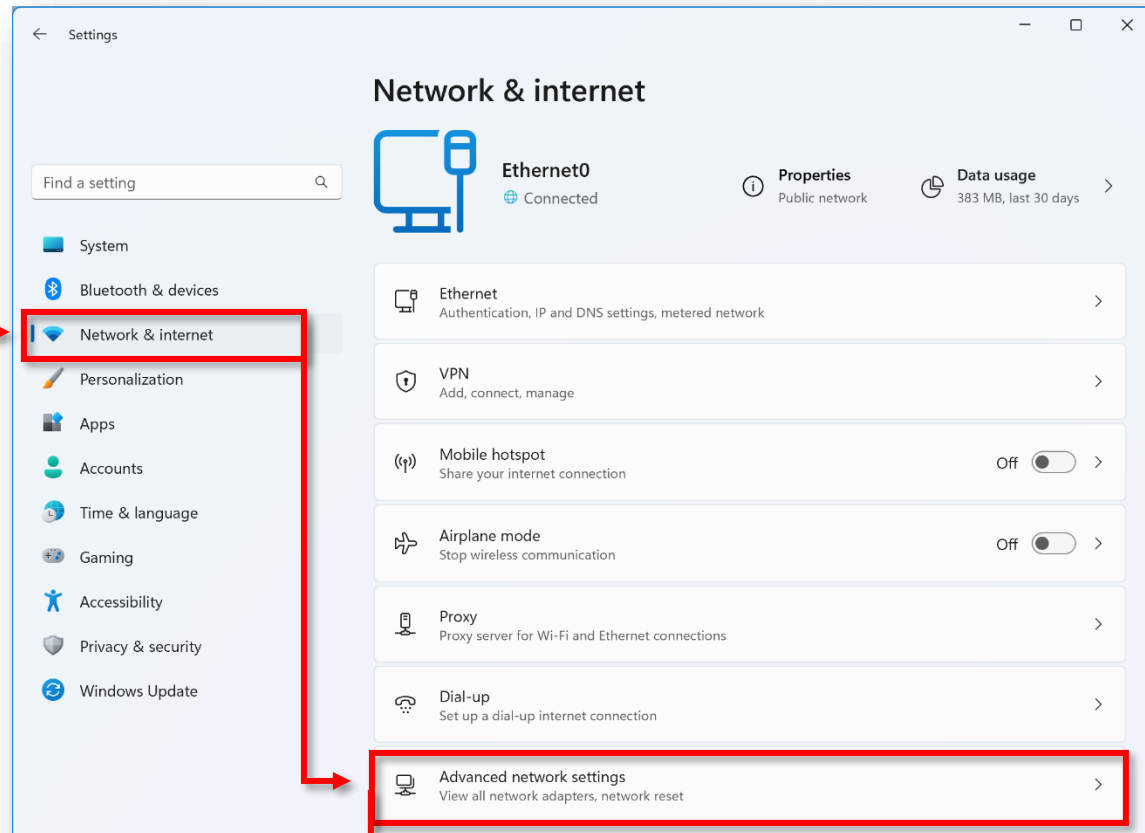 Settings
Network & internet
Find a setting
Ethernet0
Connected
Properties
Public network
Data usage
383 MB, last 30 days
System
Bluetooth & devices
Network & internet
Personalization
Apps
Accounts
Time & language
Gaming
Accessibility
Privacy & security
Windows Update
Ethernet
Authentication, IP and DNS settings, metered network
VPN
Add, connect, manage
Mobile hotspot
Share your internet connection
Off
Airplane mode
Stop wireless communication
Off
Proxy
Proxy server for Wi-Fi and Ethernet connections
Dial-up
Set up a dial-up internet connection
Advanced network settings
View all network adapters, network reset